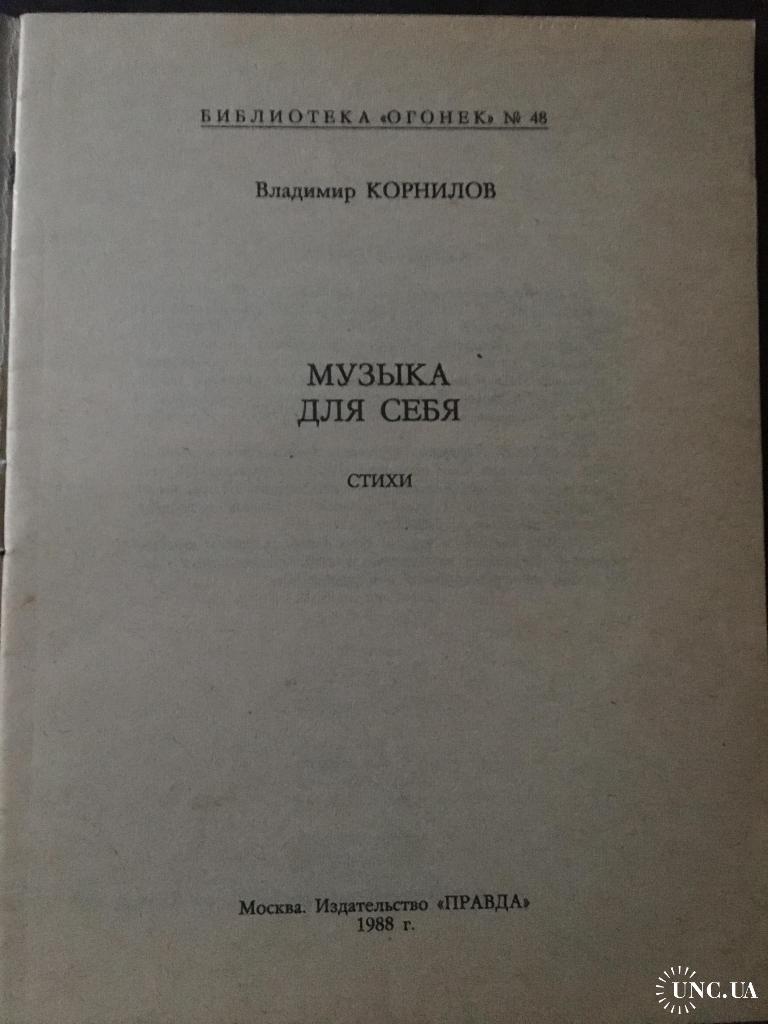 БИБЛИОТЕКА «ОГОНЕК» № 48
Владимир КОРНИЛОВ
МУЗЫКА
ДЛЯ СЕБЯ
СТИХИ
Москва. Издательство «ПРАВДА»
1988 г.
UNC.UA